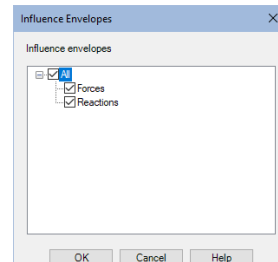 Influence Envelopes
Influence envelopes
All
Forces
Reactions
OK Cancel Help